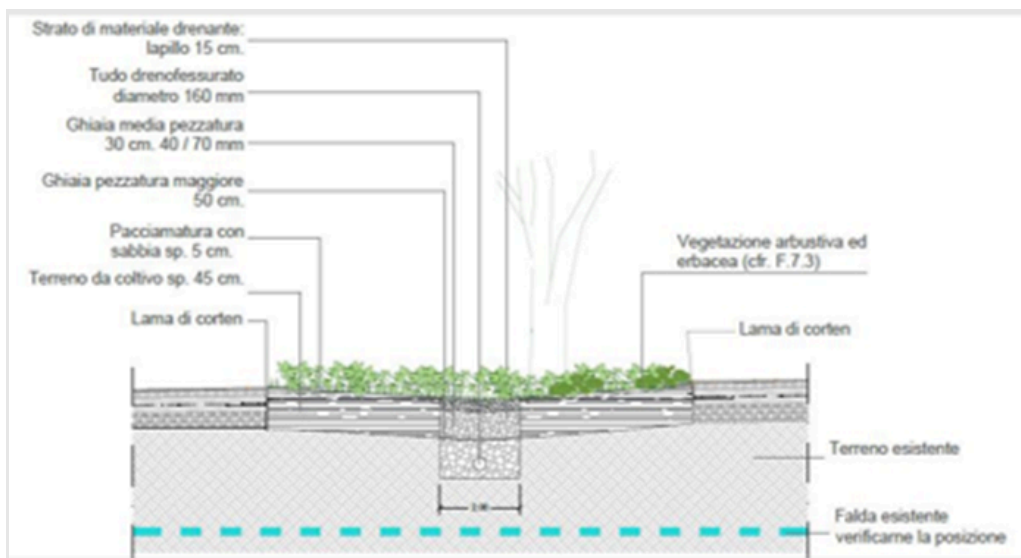 Strato di materiale drenante:
lapillo 15 cm.
Tudo drenofessurato
diametro 160 mm
Ghiaia media pezzatura
30 cm. 40 / 70 mm
Ghiaia pezzatura maggiore
50 cm.
Pacciamatura con
sabbia sp. 5 cm.
Terreno da coltivo sp. 45 cm.
Lama di corten
Vegetazione arbustiva ed
erbacea (cfr. F.7.3)
Lama di corten
Terreno esistente
Falda esistente
verificarne la posizione